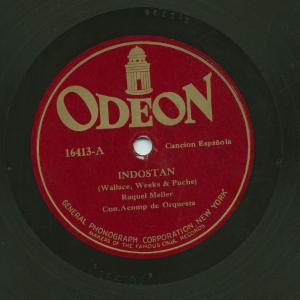 ODEON
16413-A
Cancion Española
INDOSTAN
(Wallace, Weeks & Puche)
Raquel Meller
Con. Acomp de Orquesta
GENERAL PHONOGRAPH CORPORATION, NEW YORK
MAKERS OF THE FAMOUS OKeh RECORDS